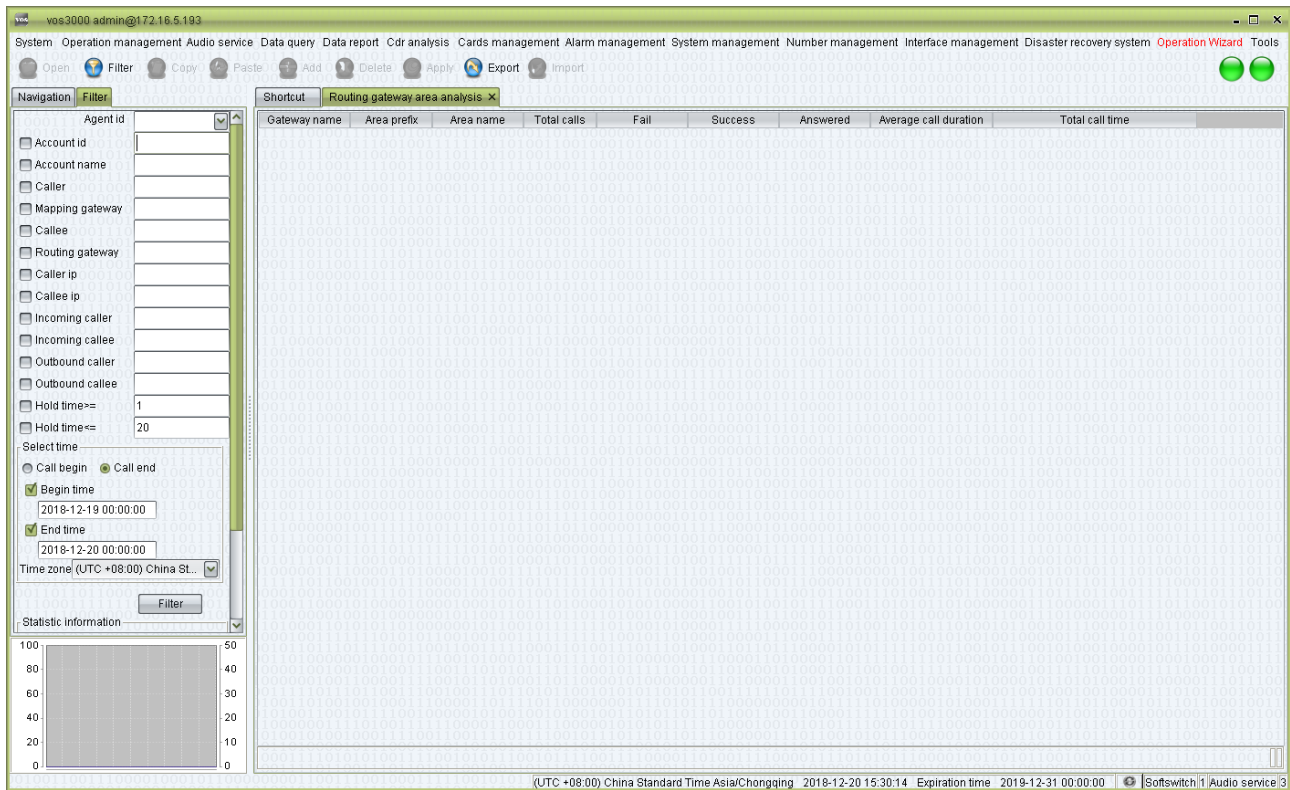 vos vos3000 admin@172.16.5.193
System Operation management Audio service Data query Data report Cdr analysis Cards management Alarm management System management Number management Interface management Disaster recovery system Operation Wizard Tools
Open Filter Copy Paste Add Delete Apply Export Import
Navigation Filter
Shortcut Routing gateway area analysis
Agent id
Account id
Account name
Caller
Mapping gateway
Callee
Routing gateway
Caller ip
Callee ip
Incoming caller
Incoming callee
Outbound caller
Outbound callee
Hold time>= 1
Hold time<= 20
Select time
Call begin Call end
Begin time
2018-12-19 00:00:00
End time
2018-12-20 00:00:00
Time zone (UTC +08:00) China St...
Filter
Statistic information
100 50
80 40
60 30
40 20
20 10
0 0
Gateway name Area prefix Area name Total calls Fail Success Answered Average call duration Total call time
(UTC +08:00) China Standard Time Asia/Chongqing 2018-12-20 15:30:14 Expiration time 2019-12-31 00:00:00 Softswitch 1 Audio service 3